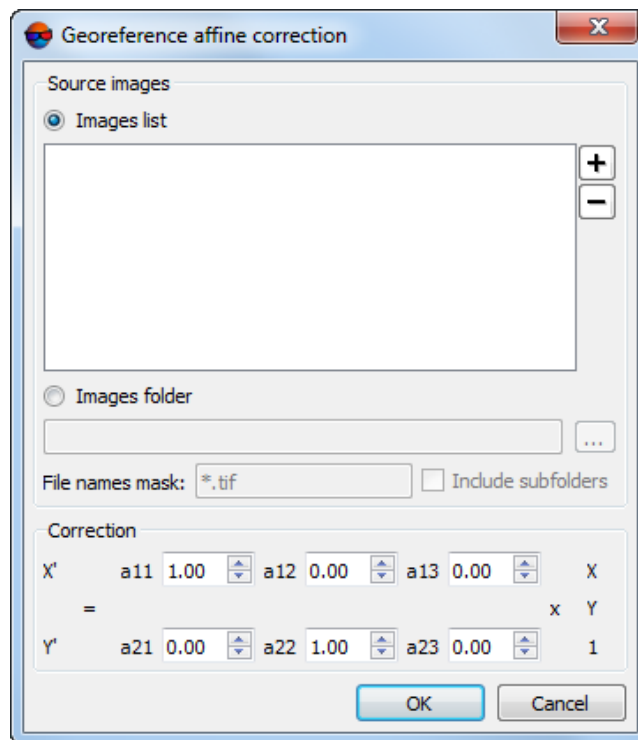 Georeference affine correction
X
Source images
Images list
+
−
Images folder
...
File names mask: *.tif Include subfolders
Correction
X' a11 1.00 a12 0.00 a13 0.00 X
= x Y
Y' a21 0.00 a22 1.00 a23 0.00 1
OK Cancel